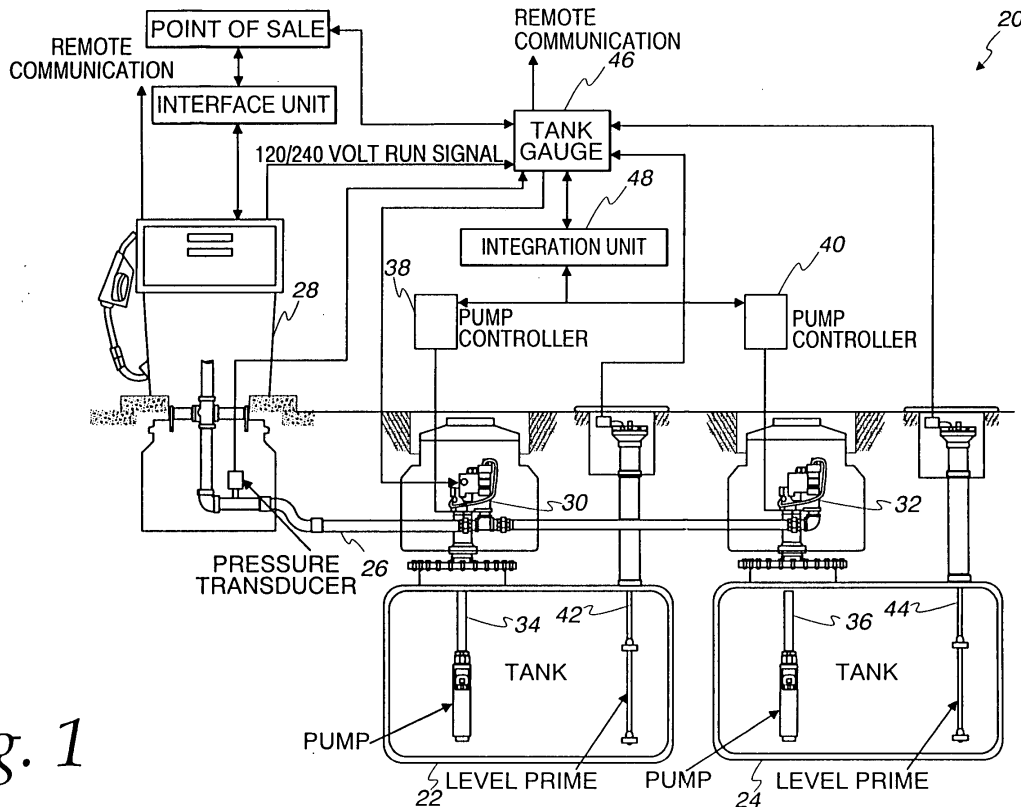 POINT OF SALE
REMOTE
COMMUNICATION
REMOTE
COMMUNICATION
20
46
INTERFACE UNIT
TANK
GAUGE
120/240 VOLT RUN SIGNAL
48
INTEGRATION UNIT
38
40
28
PUMP
CONTROLLER
PUMP
CONTROLLER
30
32
PRESSURE
TRANSDUCER
26
34
42
36
44
TANK
TANK
PUMP
22
LEVEL PRIME
PUMP
24
LEVEL PRIME
g. 1